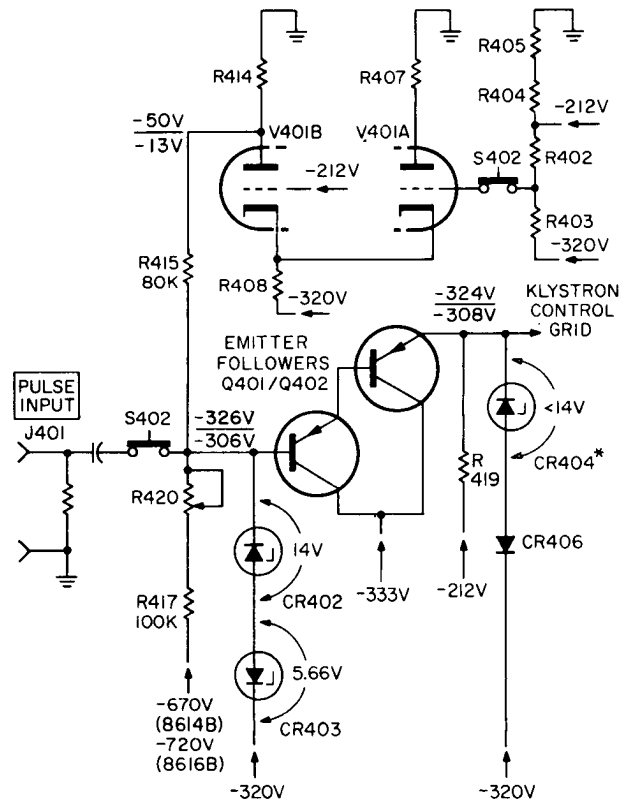 R414
R407
R405
R404
-212V
-50V
-13V
V401B
V401A
-212V
S402
R402
R403
-320V
R415
80K
R408
-320V
-324V
-308V
KLYSTRON
CONTROL
GRID
EMITTER
FOLLOWERS
Q401/Q402
PULSE
INPUT
J401
S402
-326V
-306V
<14V
CR404*
R
419
R420
14V
CR402
CR406
-333V
-212V
R417
100K
5.66V
CR403
-670V
(8614B)
-720V
(8616B)
-320V
-320V